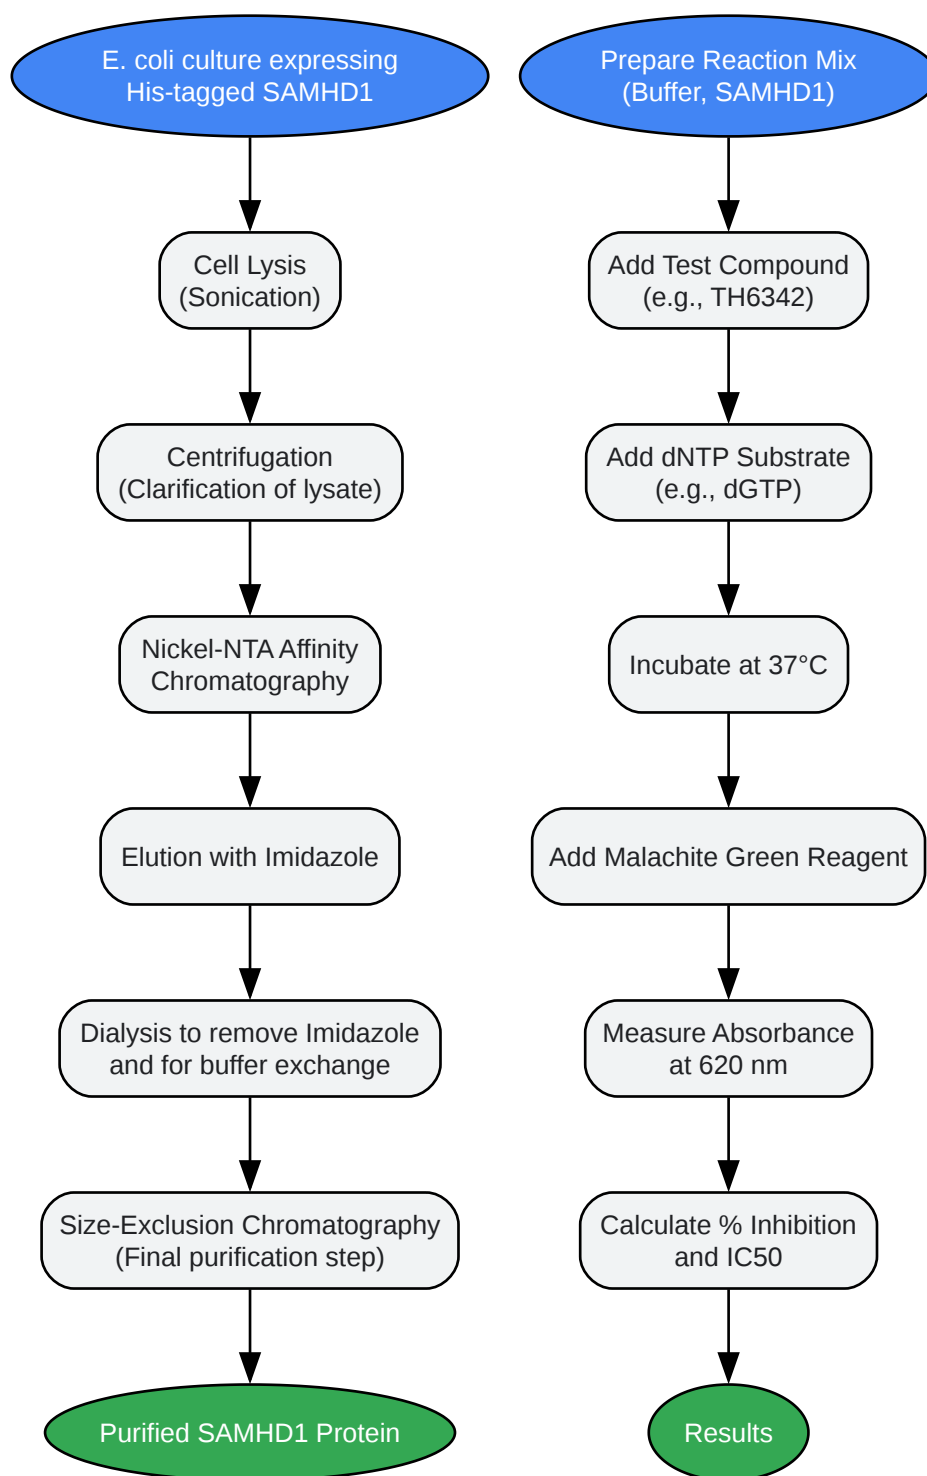 E. coli culture expressing
His-tagged SAMHD1
Cell Lysis
(Sonication)
Centrifugation
(Clarification of lysate)
Nickel-NTA Affinity
Chromatography
Elution with Imidazole
Dialysis to remove Imidazole
and for buffer exchange
Size-Exclusion Chromatography
(Final purification step)
Purified SAMHD1 Protein
Prepare Reaction Mix
(Buffer, SAMHD1)
Add Test Compound
(e.g., TH6342)
Add dNTP Substrate
(e.g., dGTP)
Incubate at 37°C
Add Malachite Green Reagent
Measure Absorbance
at 620 nm
Calculate % Inhibition
and IC50
Results